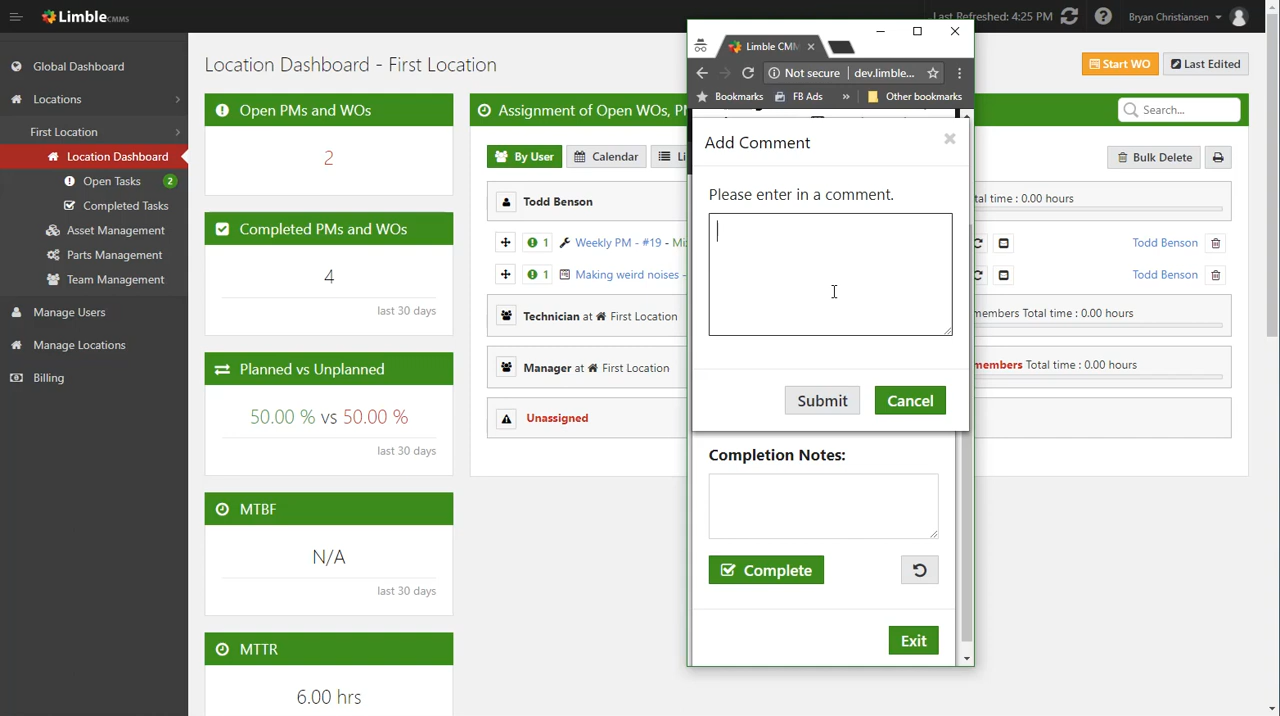 LimbleCMMS
Last Refreshed: 4:25 PM
Bryan Christiansen
Global Dashboard
Locations
First Location
Location Dashboard
Open Tasks 2
Completed Tasks
Asset Management
Parts Management
Team Management
Manage Users
Manage Locations
Billing
Location Dashboard - First Location
Start WO
Last Edited
Open PMs and WOs
2
Completed PMs and WOs
4
last 30 days
Planned vs Unplanned
50.00 % vs 50.00 %
last 30 days
MTBF
N/A
last 30 days
MTTR
6.00 hrs
Assignment of Open WOs,
Search...
By User
Calendar
Bulk Delete
Todd Benson
tal time : 0.00 hours
1 Weekly PM - #19 -
Todd Benson
1 Making weird noises -
Todd Benson
Technician at First Location
members Total time : 0.00 hours
Manager at First Location
members Total time : 0.00 hours
Unassigned
Limble CMM
Not secure
dev.limble...
Bookmarks
FB Ads
»
Other bookmarks
Add Comment
Please enter in a comment.
Submit
Cancel
Completion Notes:
Complete
Exit